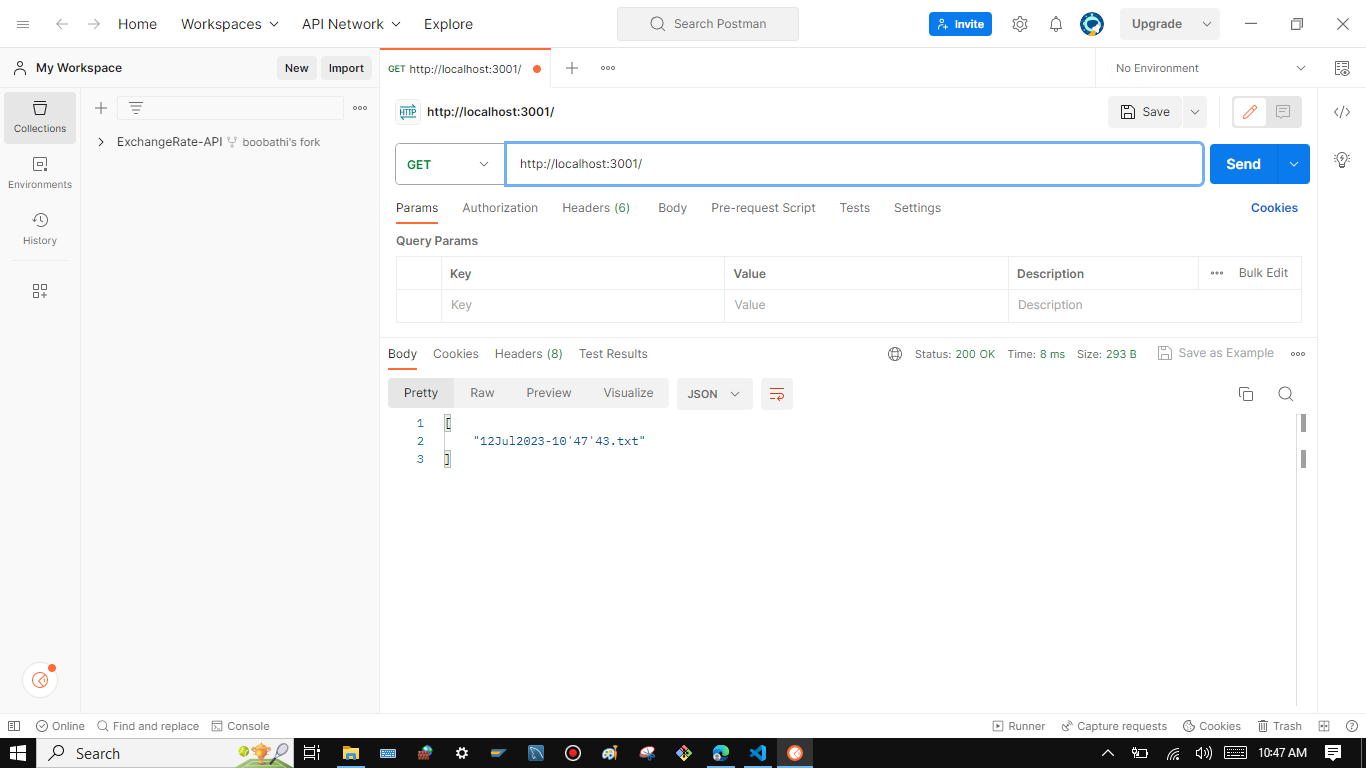 Home Workspaces API Network Explore Search Postman Invite Upgrade
My Workspace New Import GET http://localhost:3001/ No Environment
Collections
ExchangeRate-API boobathi's fork
Environments
History
HTTP http://localhost:3001/ Save
GET http://localhost:3001/ Send
Params Authorization Headers (6) Body Pre-request Script Tests Settings Cookies
Query Params
Key Value Description Bulk Edit
Key Value Description
Body Cookies Headers (8) Test Results Status: 200 OK Time: 8 ms Size: 293 B Save as Example
Pretty Raw Preview Visualize JSON
1 [
2 "12Jul2023-10'47'43.txt"
3 ]
Online Find and replace Console Runner Capture requests Cookies Trash
Search 10:47 AM